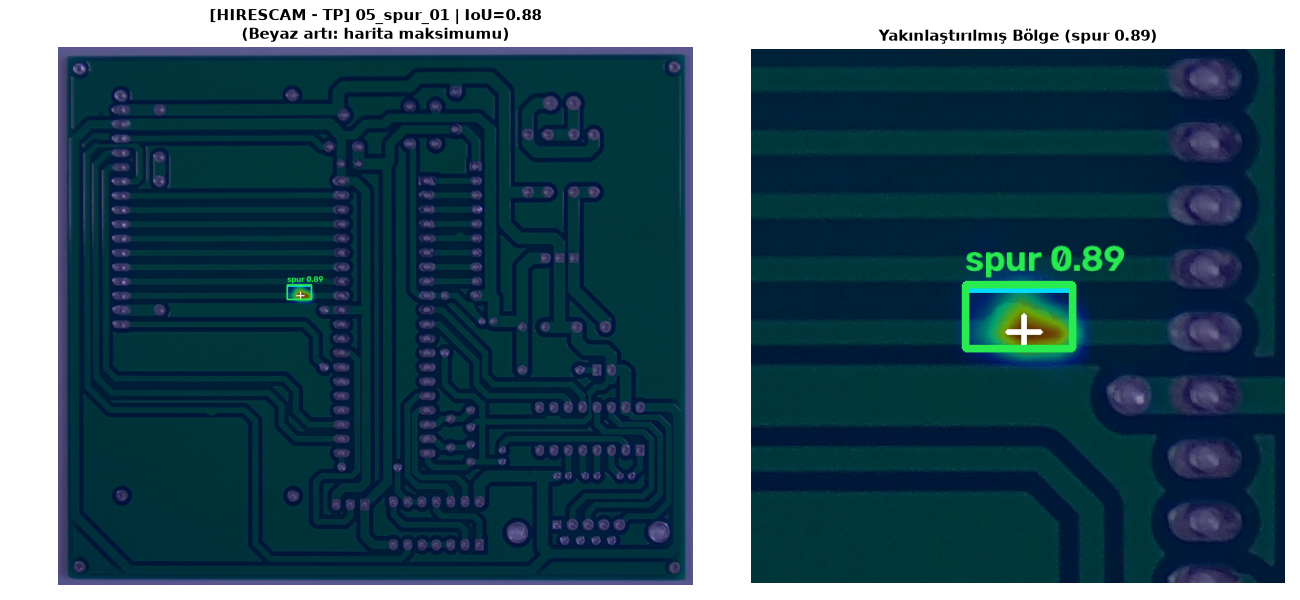 [HIRESCAM - TP] 05_spur_01 | IoU=0.88
(Beyaz artı: harita maksimumu)
spur 0.89
Yakınlaştırılmış Bölge (spur 0.89)
spur 0.89